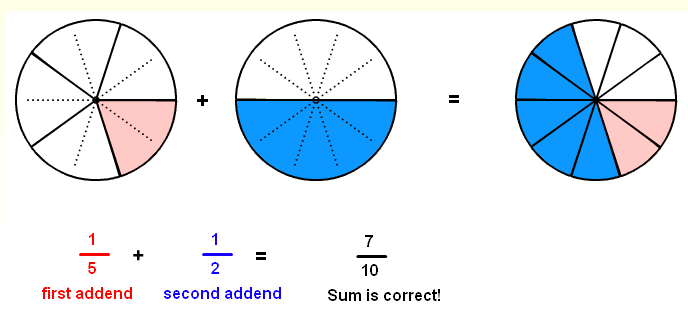 + =
1 + 1 = 7
5 2 10
first addend second addend Sum is correct!